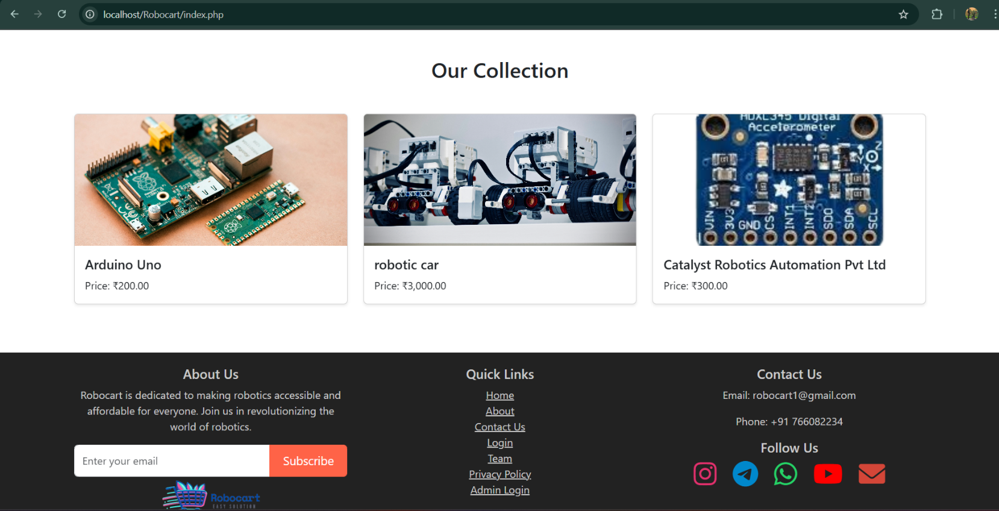 localhost/Robocart/index.php
Our Collection
ADXL345 Digital
Accelerometer
Z
Y
X
VIN
3V3
GND
CS
INT1
INT2
SDO
SDA
SCL
Arduino Uno
Price: ₹200.00
robotic car
Price: ₹3,000.00
Catalyst Robotics Automation Pvt Ltd
Price: ₹300.00
About Us
Robocart is dedicated to making robotics accessible and
affordable for everyone. Join us in revolutionizing the
world of robotics.
Enter your email
Subscribe
Robocart
EASY SOLUTION
Quick Links
Home
About
Contact Us
Login
Team
Privacy Policy
Admin Login
Contact Us
Email: robocart1@gmail.com
Phone: +91 766082234
Follow Us